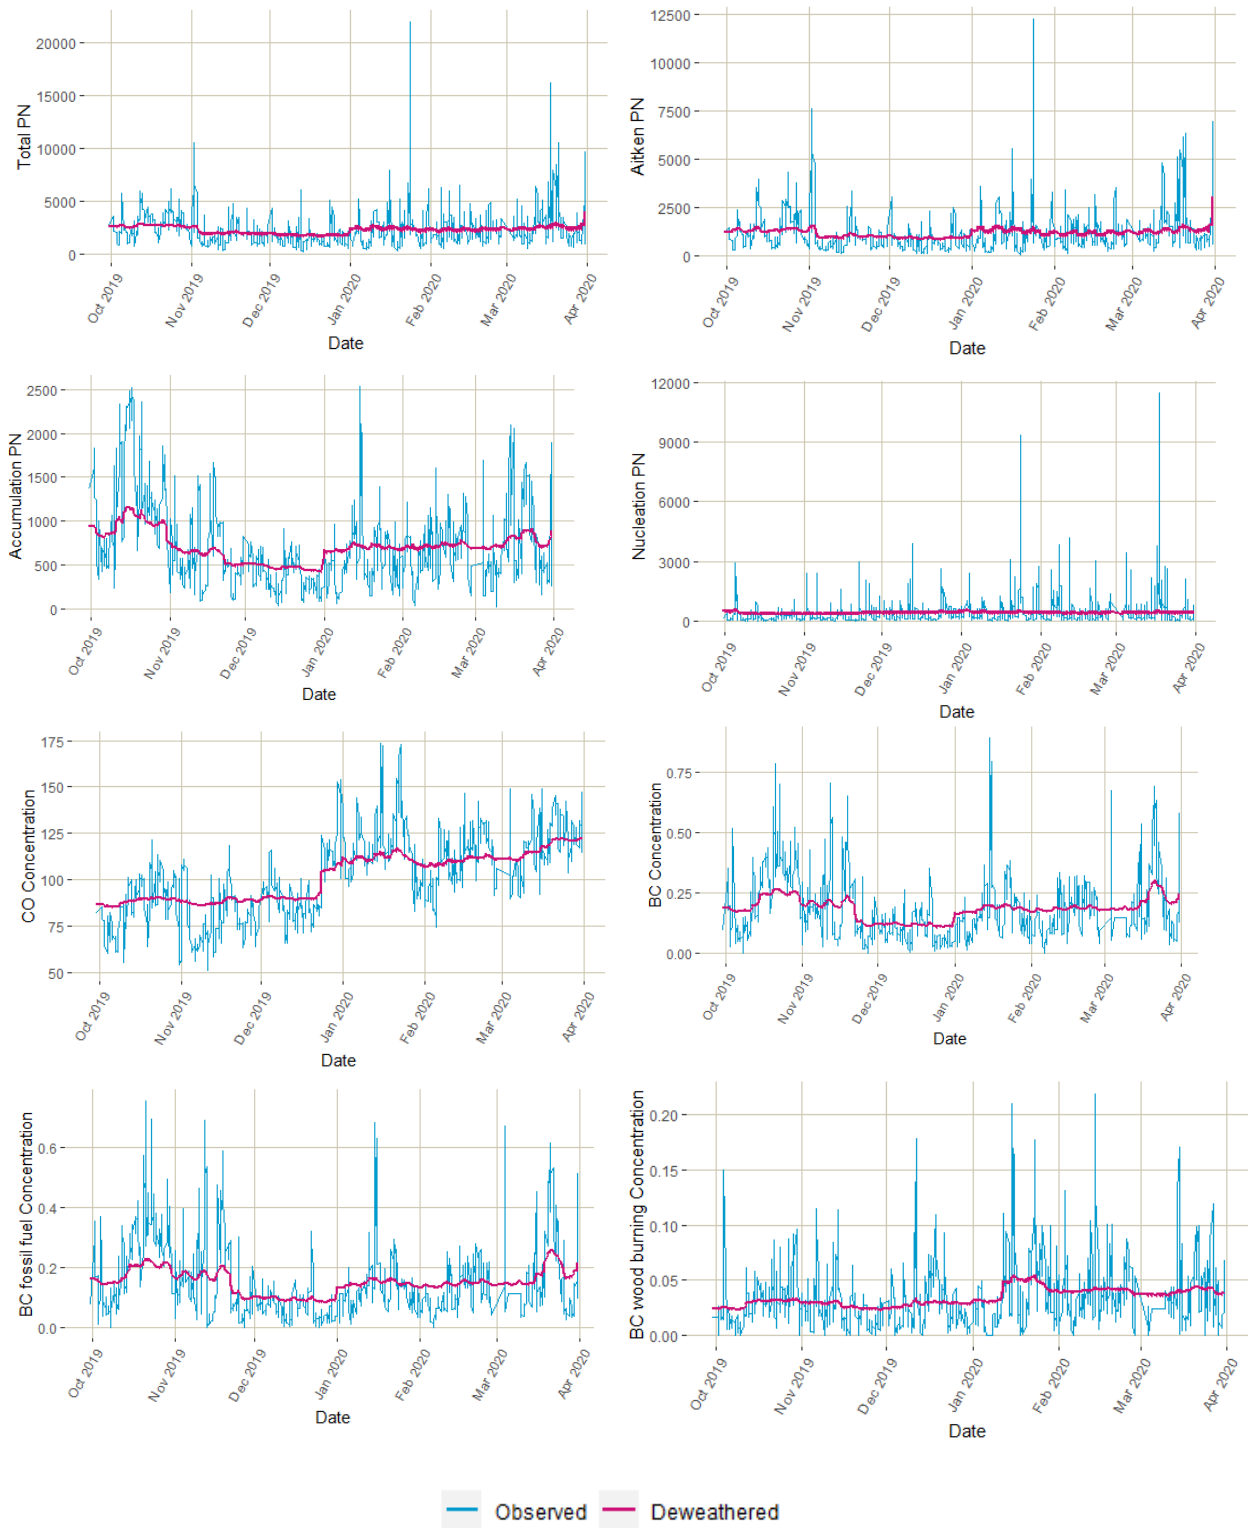 Total PN
20000
15000
10000
5000
0
Oct 2019
Nov 2019
Dec 2019
Jan 2020
Feb 2020
Mar 2020
Apr 2020
Date
Aitken PN
12500
10000
7500
5000
2500
0
Oct 2019
Nov 2019
Dec 2019
Jan 2020
Feb 2020
Mar 2020
Apr 2020
Date
Accumulation PN
2500
2000
1500
1000
500
0
Oct 2019
Nov 2019
Dec 2019
Jan 2020
Feb 2020
Mar 2020
Apr 2020
Date
Nucleation PN
12000
9000
6000
3000
0
Oct 2019
Nov 2019
Dec 2019
Jan 2020
Feb 2020
Mar 2020
Apr 2020
Date
CO Concentration
175
150
125
100
75
50
Oct 2019
Nov 2019
Dec 2019
Jan 2020
Feb 2020
Mar 2020
Apr 2020
Date
BC Concentration
0.75
0.50
0.25
0.00
Oct 2019
Nov 2019
Dec 2019
Jan 2020
Feb 2020
Mar 2020
Apr 2020
Date
BC fossil fuel Concentration
0.6
0.4
0.2
0.0
Oct 2019
Nov 2019
Dec 2019
Jan 2020
Feb 2020
Mar 2020
Apr 2020
Date
BC wood burning Concentration
0.20
0.15
0.10
0.05
0.00
Oct 2019
Nov 2019
Dec 2019
Jan 2020
Feb 2020
Mar 2020
Apr 2020
Date
Observed
Deweathered